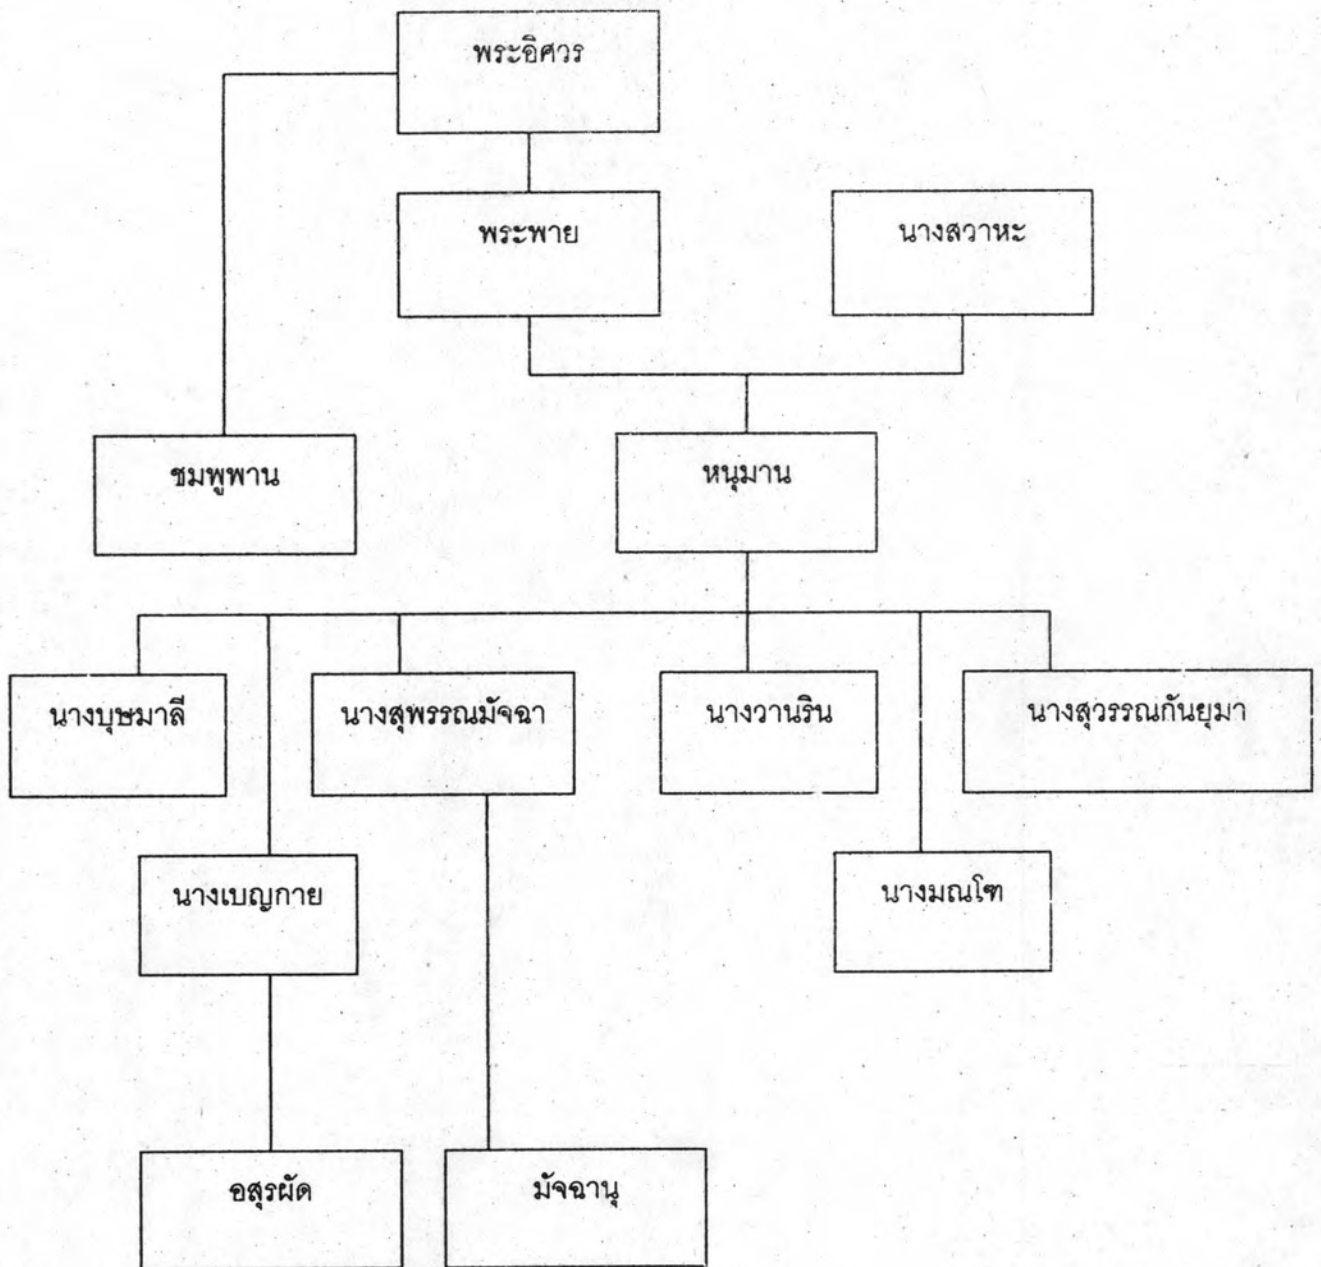 พระอิศวร
พระพาย
นางสวาหะ
ชมพูพาน
หนุมาน
นางบุษมาลี
นางสุพรรณมัจฉา
นางวานริน
นางสุวรรณกันยุมา
นางเบญกาย
นางมณโฑ
อสุรผัด
มัจฉานุ